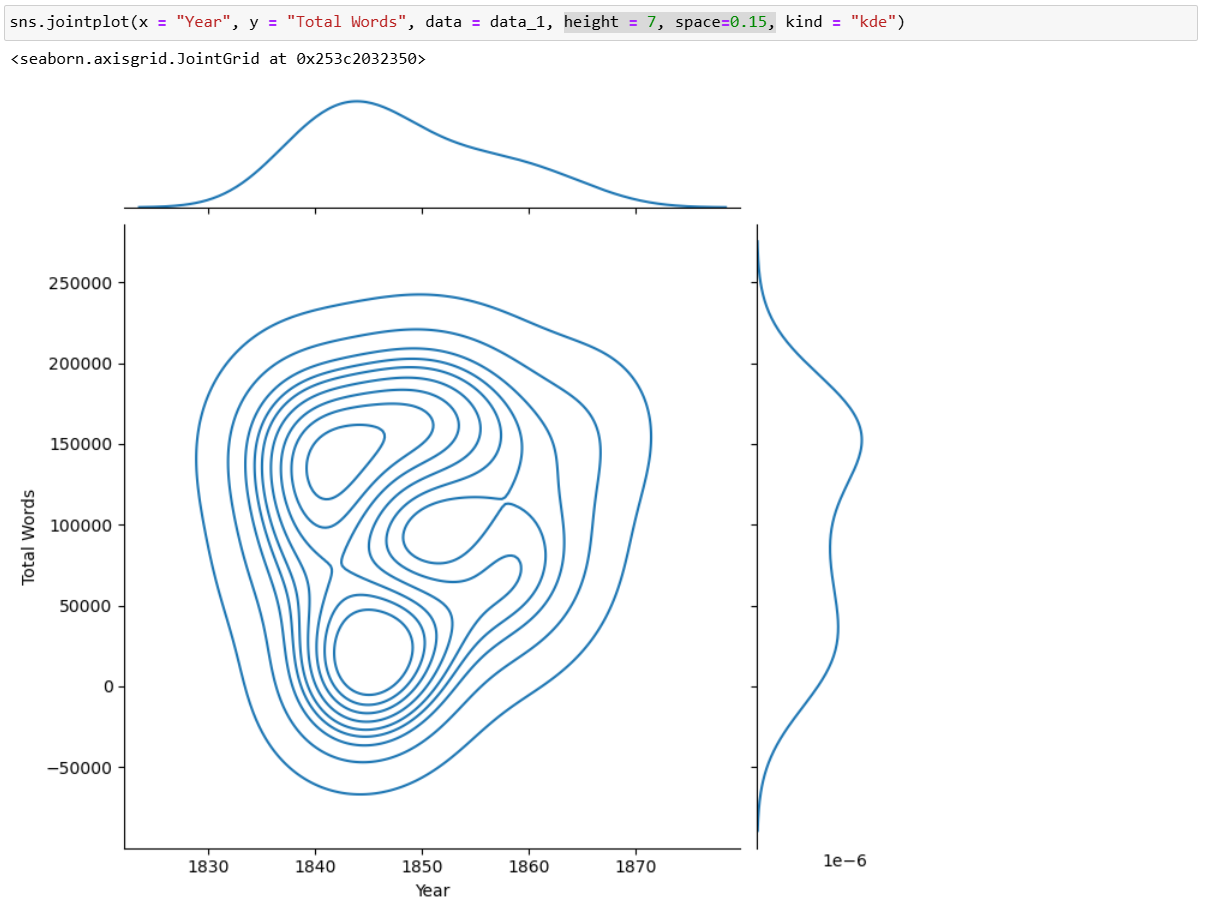 sns.jointplot(x = "Year", y = "Total Words", data = data_1, height = 7, space=0.15, kind = "kde")
<seaborn.axisgrid.JointGrid at 0x253c2032350>
250000
200000
150000
100000
50000
0
−50000
Total Words
1830 1840 1850 1860 1870
Year
1e−6